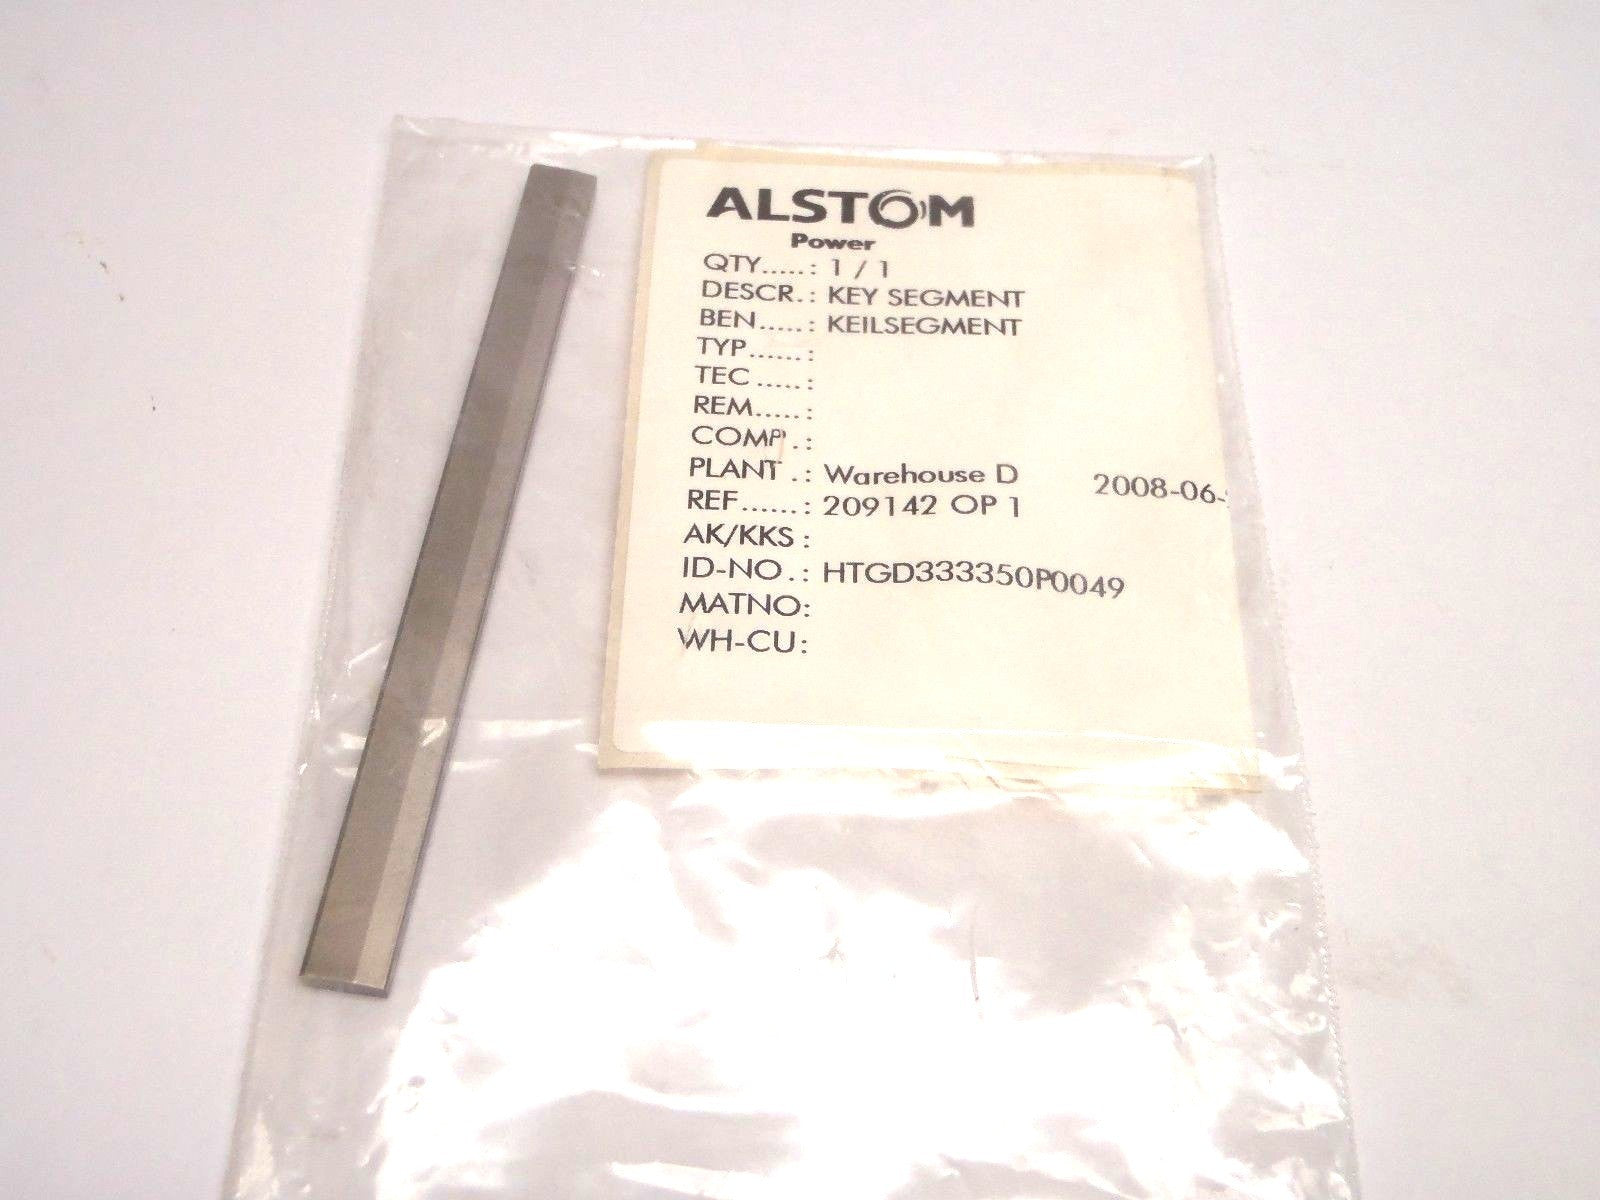 ALSTOM
Power
QTY.....: 1 / 1
DESCR.: KEY SEGMENT
BEN.....: KEILSEGMENT
TYP......:
TEC .....:
REM.....:
COMP .:
PLANT .: Warehouse D 2008-06-
REF......: 209142 OP 1
AK/KKS :
ID-NO.: HTGD333350P0049
MATNO:
WH-CU: